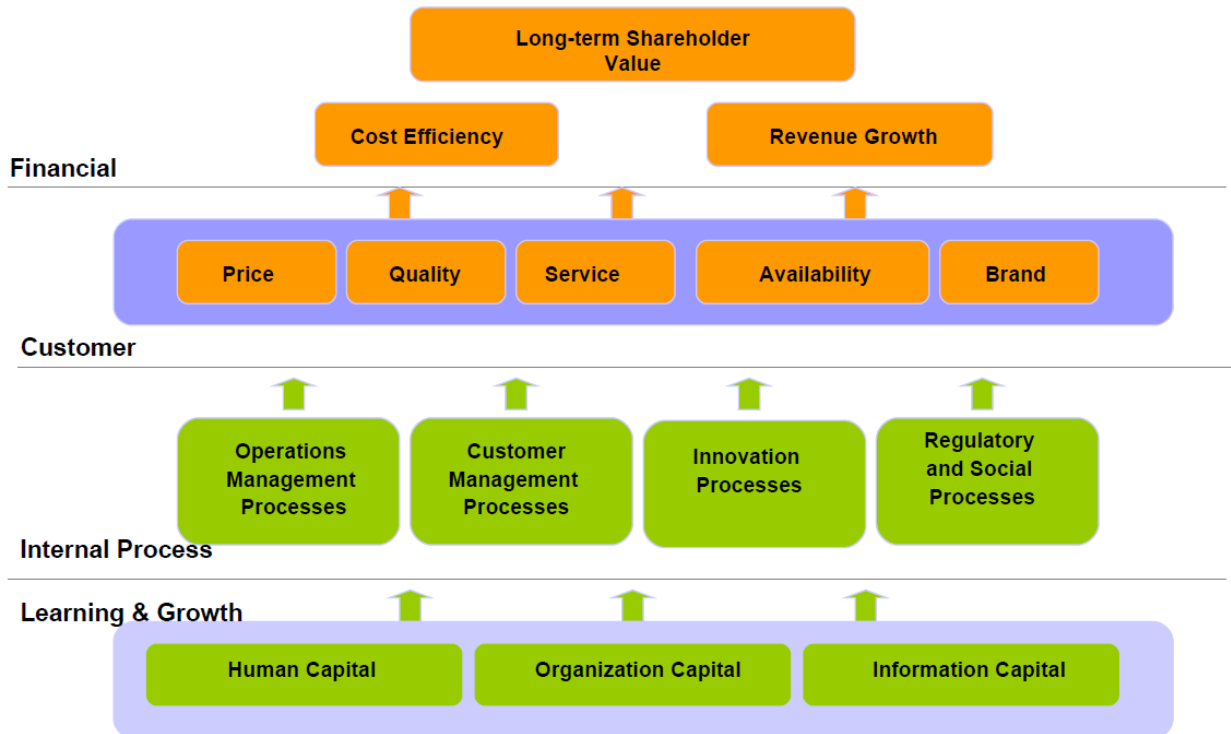 Long-term Shareholder
Value
Cost Efficiency
Revenue Growth
Financial
Price
Quality
Service
Availability
Brand
Customer
Operations
Management
Processes
Customer
Management
Processes
Innovation
Processes
Regulatory
and Social
Processes
Internal Process
Learning & Growth
Human Capital
Organization Capital
Information Capital